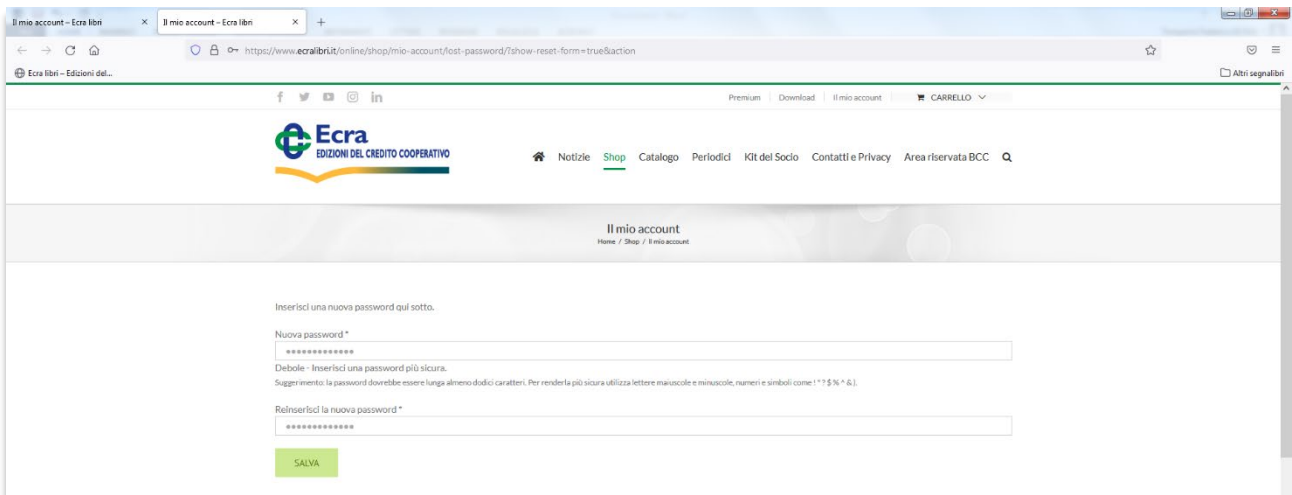 Il mio account – Ecra libri × Il mio account – Ecra libri × +
https://www.ecralibri.it/online/shop/mio-account/lost-password/?show-reset-form=true&action
Ecra libri – Edizioni del... Altri segnalibri
Premium Download Il mio account CARRELLO
Ecra
EDIZIONI DEL CREDITO COOPERATIVO
Notizie Shop Catalogo Periodici Kit del Socio Contatti e Privacy Area riservata BCC
Il mio account
Home / Shop / Il mio account
Inserisci una nuova password qui sotto.
Nuova password *
•••••••••••••
Debole - Inserisci una password più sicura.
Suggerimento: la password dovrebbe essere lunga almeno dodici caratteri. Per renderla più sicura utilizza lettere maiuscole e minuscole, numeri e simboli come ! " ? $ % ^ & ).
Reinserisci la nuova password *
•••••••••••••
SALVA